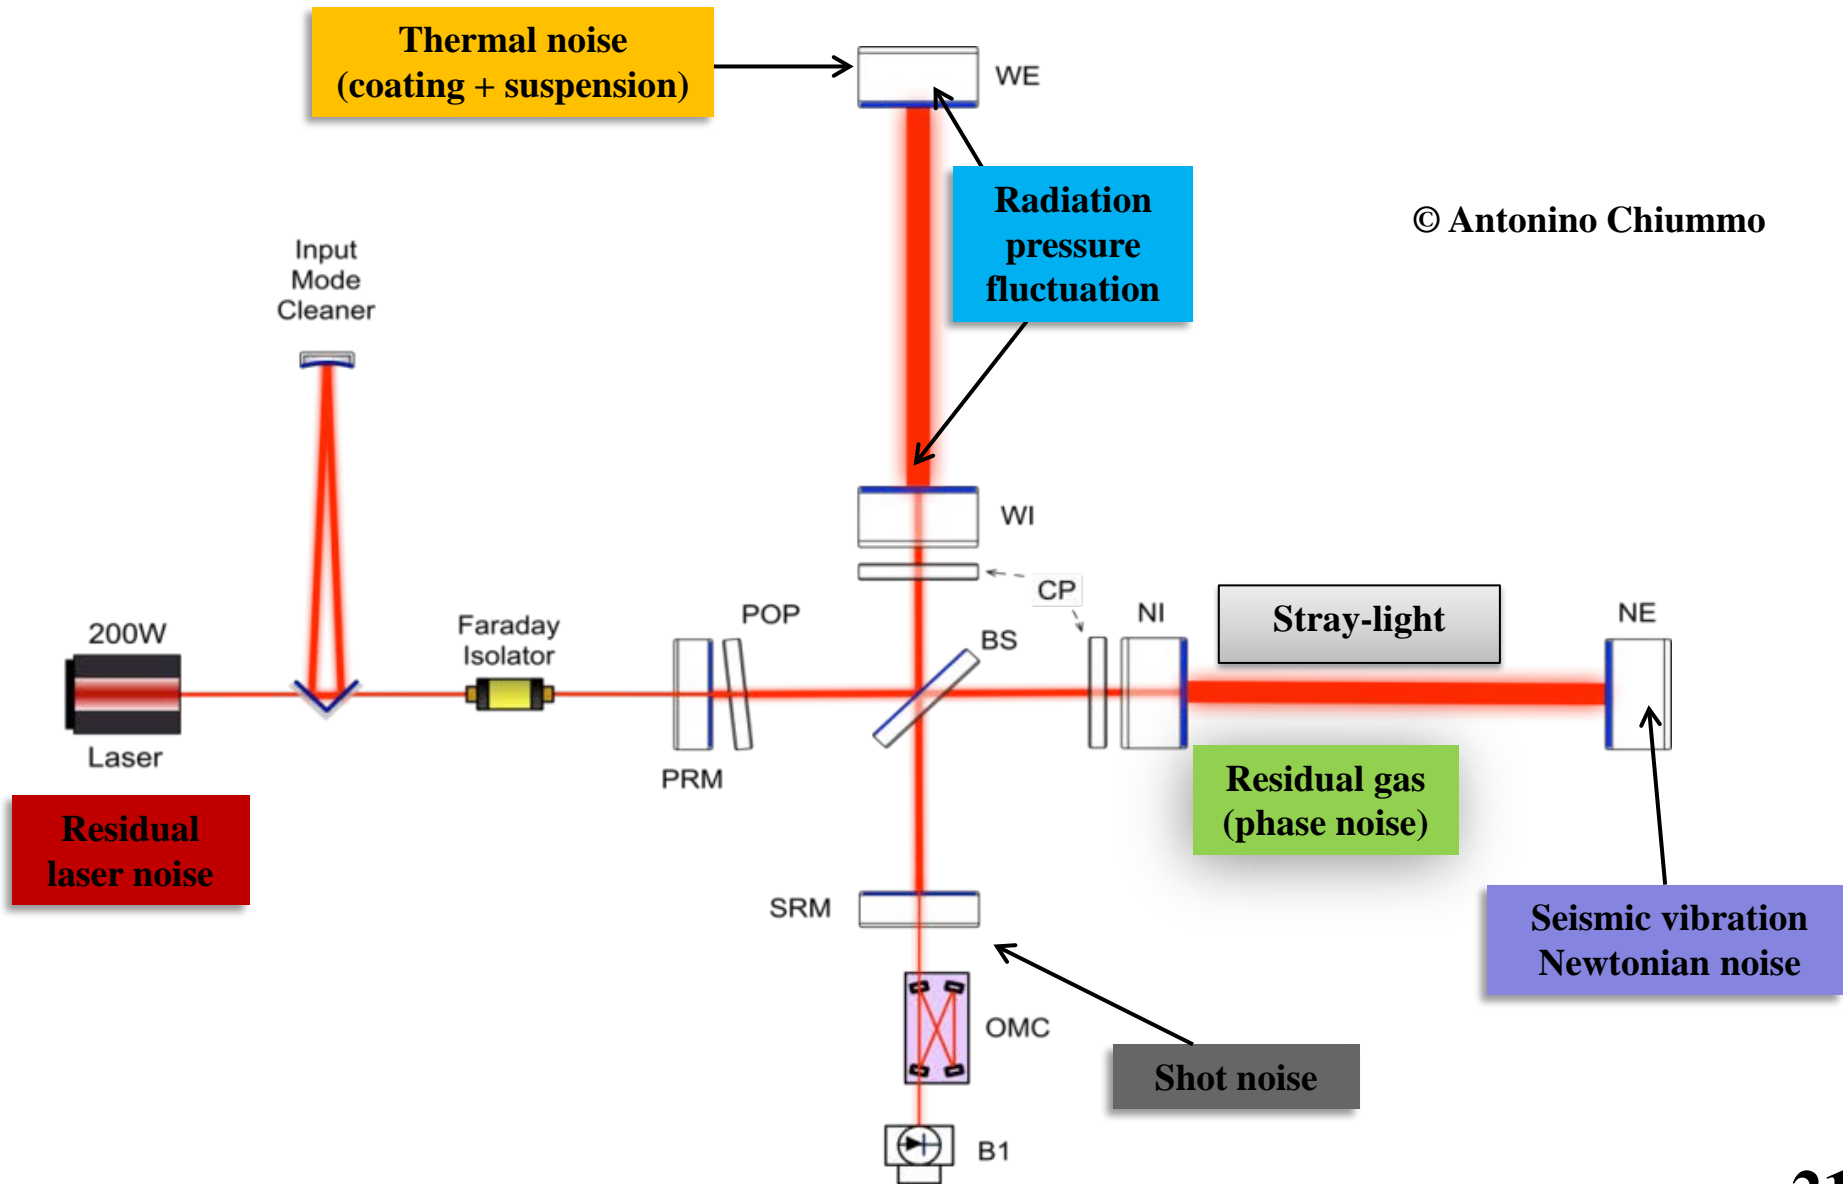 Thermal noise
(coating + suspension)
WE
Radiation
pressure
fluctuation
© Antonino Chiummo
Input
Mode
Cleaner
WI
CP
200W
Laser
Faraday
Isolator
POP
PRM
BS
NI
Stray-light
NE
Residual
laser noise
Residual gas
(phase noise)
SRM
Seismic vibration
Newtonian noise
OMC
Shot noise
B1